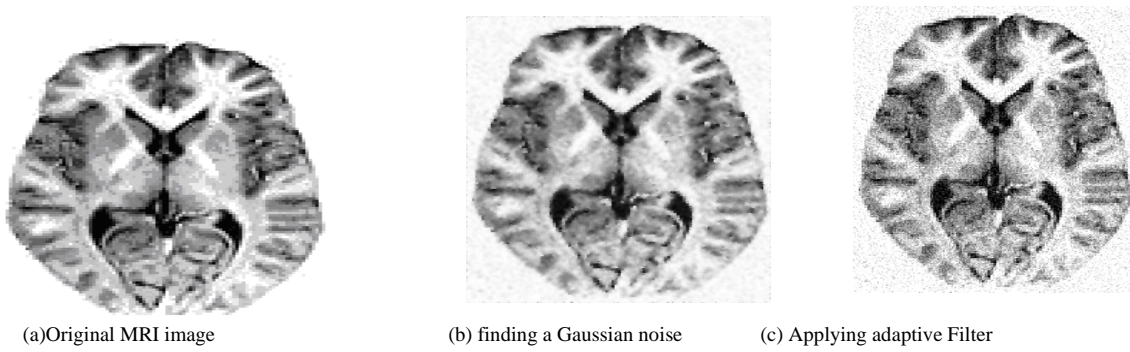 (a)Original MRI image
(b) finding a Gaussian noise
(c) Applying adaptive Filter